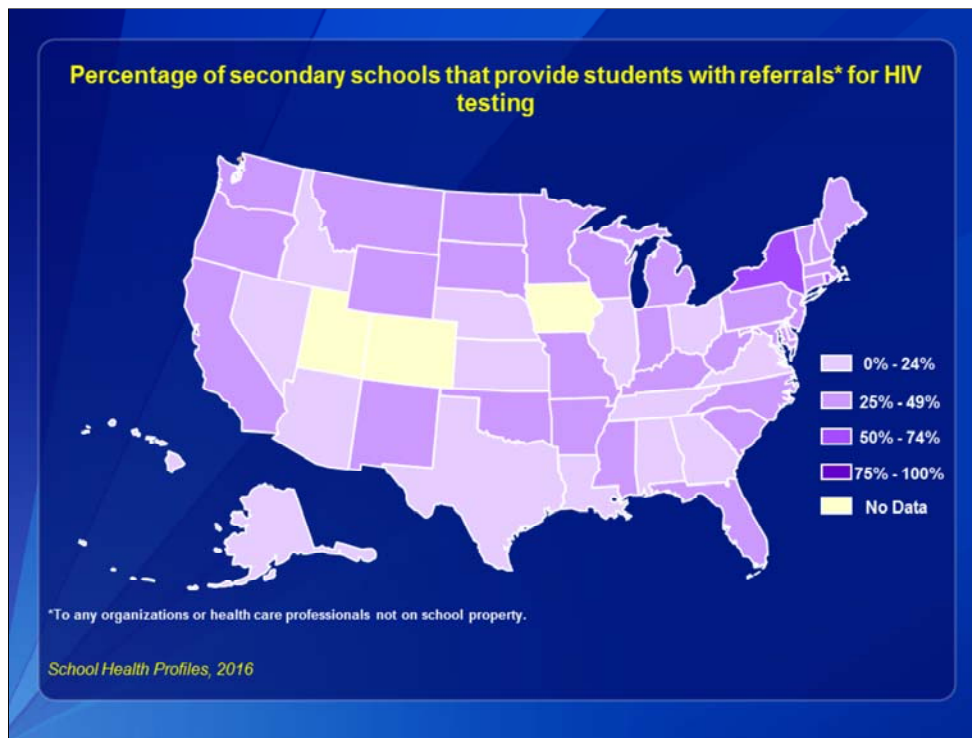 Percentage of secondary schools that provide students with referrals* for HIV
testing
0% - 24%
25% - 49%
50% - 74%
75% - 100%
No Data
*To any organizations or health care professionals not on school property.
School Health Profiles, 2016